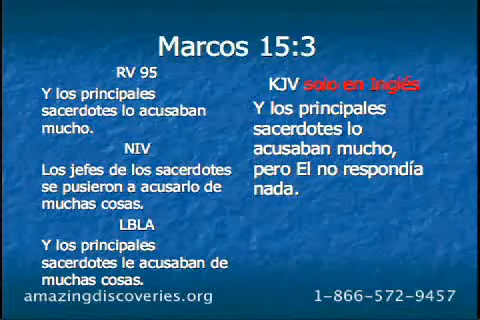 Marcos 15:3
RV 95
Y los principales
sacerdotes lo acusaban
mucho.
NIV
Los jefes de los sacerdotes
se pusieron a acusarlo de
muchas cosas.
LBLA
Y los principales
sacerdotes le acusaban de
muchas cosas.
KJV solo en Inglés
Y los principales
sacerdotes lo
acusaban mucho,
pero El no respondía
nada.
amazingdiscoveries.org
1-866-572-9457